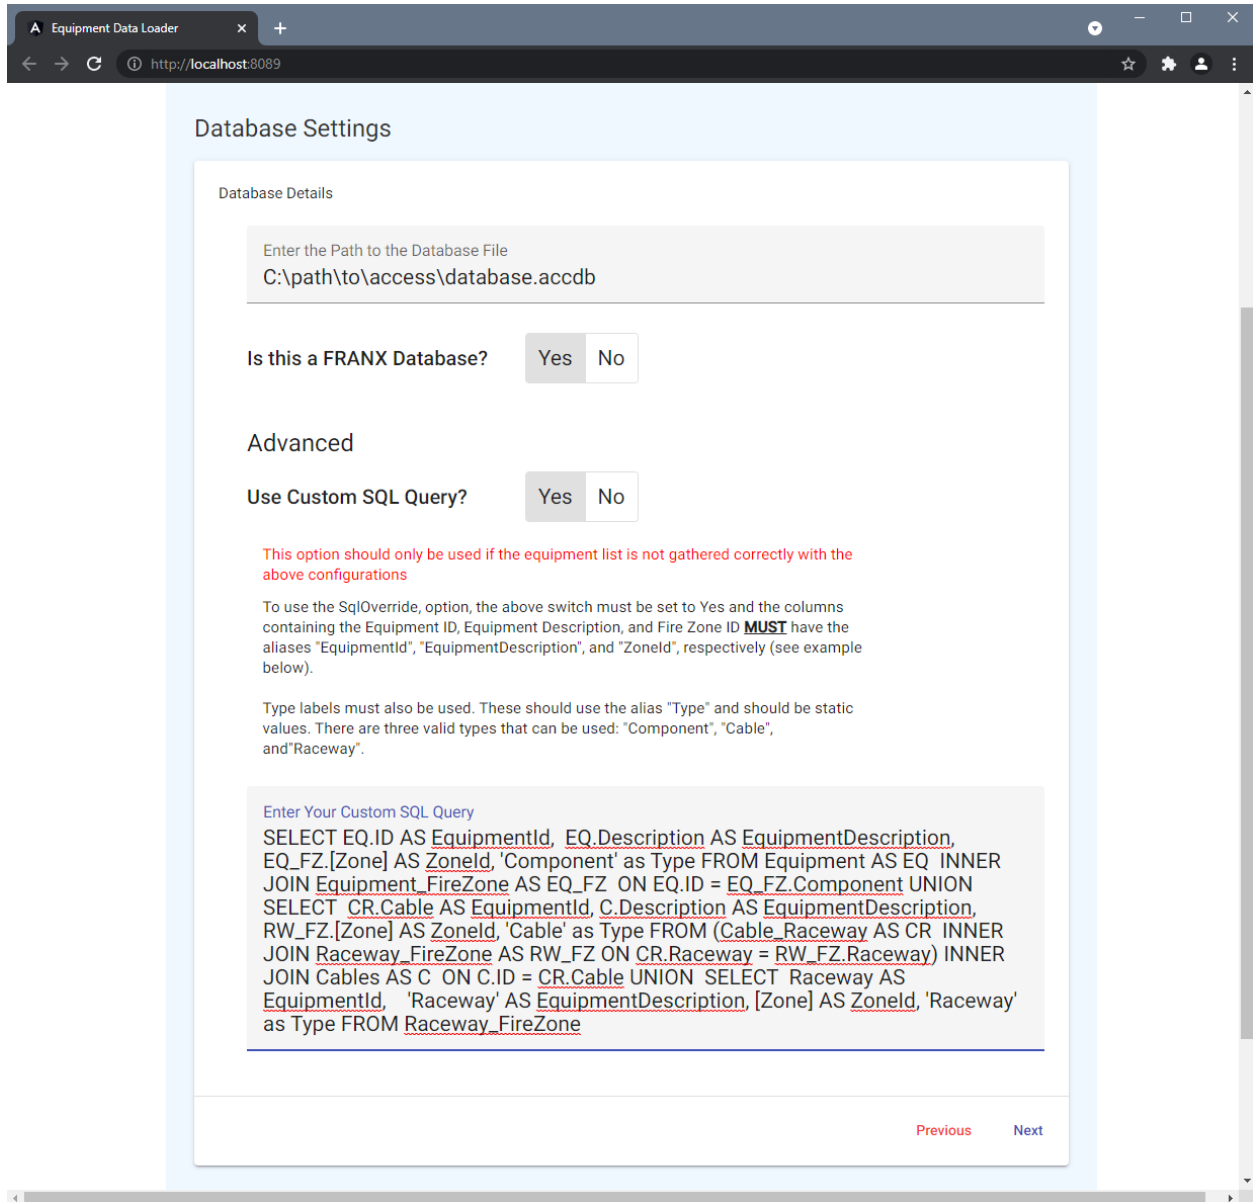 Equipment Data Loader
http://localhost:8089
Database Settings
Database Details
Enter the Path to the Database File
C:\path\to\access\database.accdb
Is this a FRANX Database? Yes No
Advanced
Use Custom SQL Query? Yes No
This option should only be used if the equipment list is not gathered correctly with the
above configurations
To use the SqlOverride, option, the above switch must be set to Yes and the columns
containing the Equipment ID, Equipment Description, and Fire Zone ID MUST have the
aliases "EquipmentId", "EquipmentDescription", and "ZoneId", respectively (see example
below).
Type labels must also be used. These should use the alias "Type" and should be static
values. There are three valid types that can be used: "Component", "Cable",
and"Raceway".
Enter Your Custom SQL Query
SELECT EQ.ID AS EquipmentId,  EQ.Description AS EquipmentDescription,
EQ_FZ.[Zone] AS ZoneId, 'Component' as Type FROM Equipment AS EQ  INNER
JOIN Equipment_FireZone AS EQ_FZ  ON EQ.ID = EQ_FZ.Component UNION
SELECT  CR.Cable AS EquipmentId, C.Description AS EquipmentDescription,
RW_FZ.[Zone] AS ZoneId, 'Cable' as Type FROM (Cable_Raceway AS CR  INNER
JOIN Raceway_FireZone AS RW_FZ ON CR.Raceway = RW_FZ.Raceway) INNER
JOIN Cables AS C  ON C.ID = CR.Cable UNION  SELECT  Raceway AS
EquipmentId,    'Raceway' AS EquipmentDescription, [Zone] AS ZoneId, 'Raceway'
as Type FROM Raceway_FireZone
Previous Next